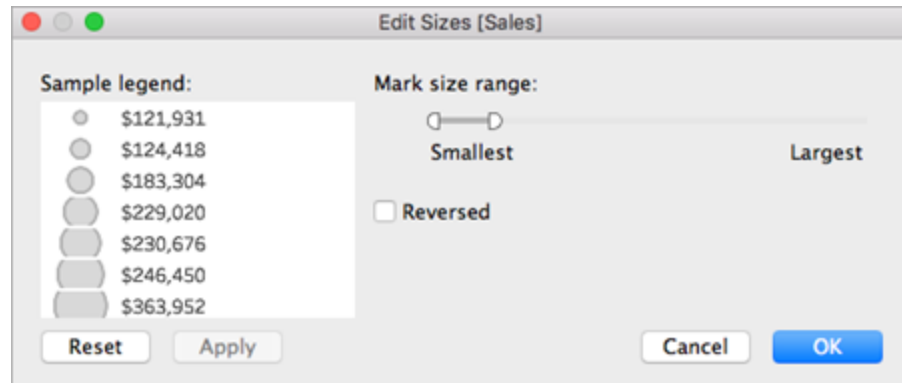 Edit Sizes [Sales]
Sample legend:
$121,931
$124,418
$183,304
$229,020
$230,676
$246,450
$363,952
Mark size range:
Smallest Largest
Reversed
Reset Apply Cancel OK